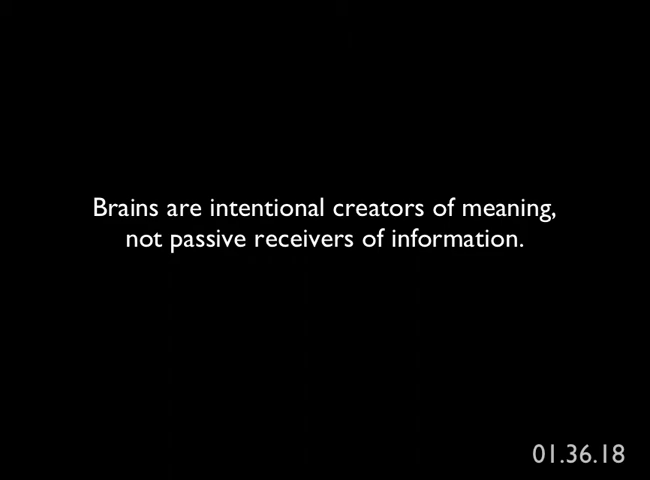 Brains are intentional creators of meaning,
not passive receivers of information.
01.36.18